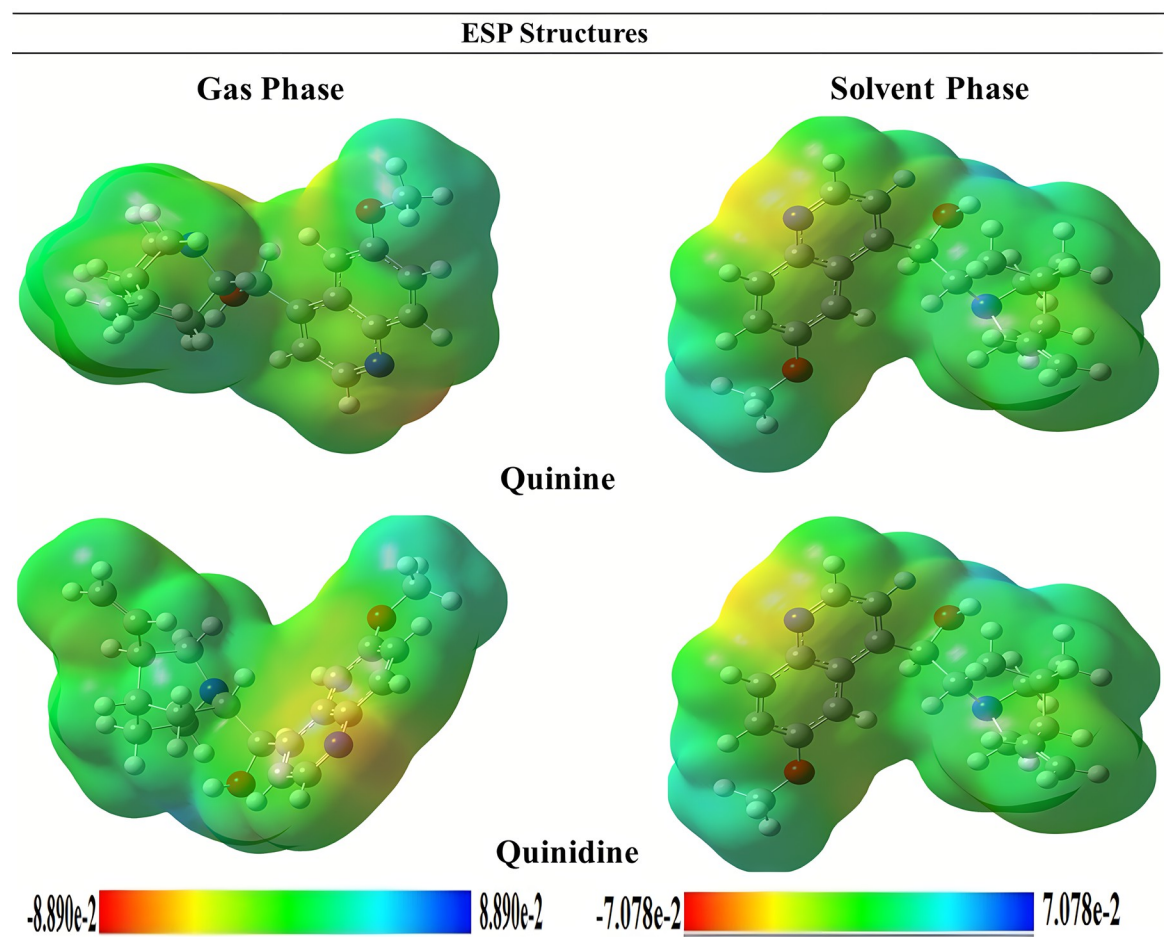 ESP Structures
Gas Phase
Solvent Phase
Quinine
Quinidine
-8.890e-2
8.890e-2
-7.078e-2
7.078e-2